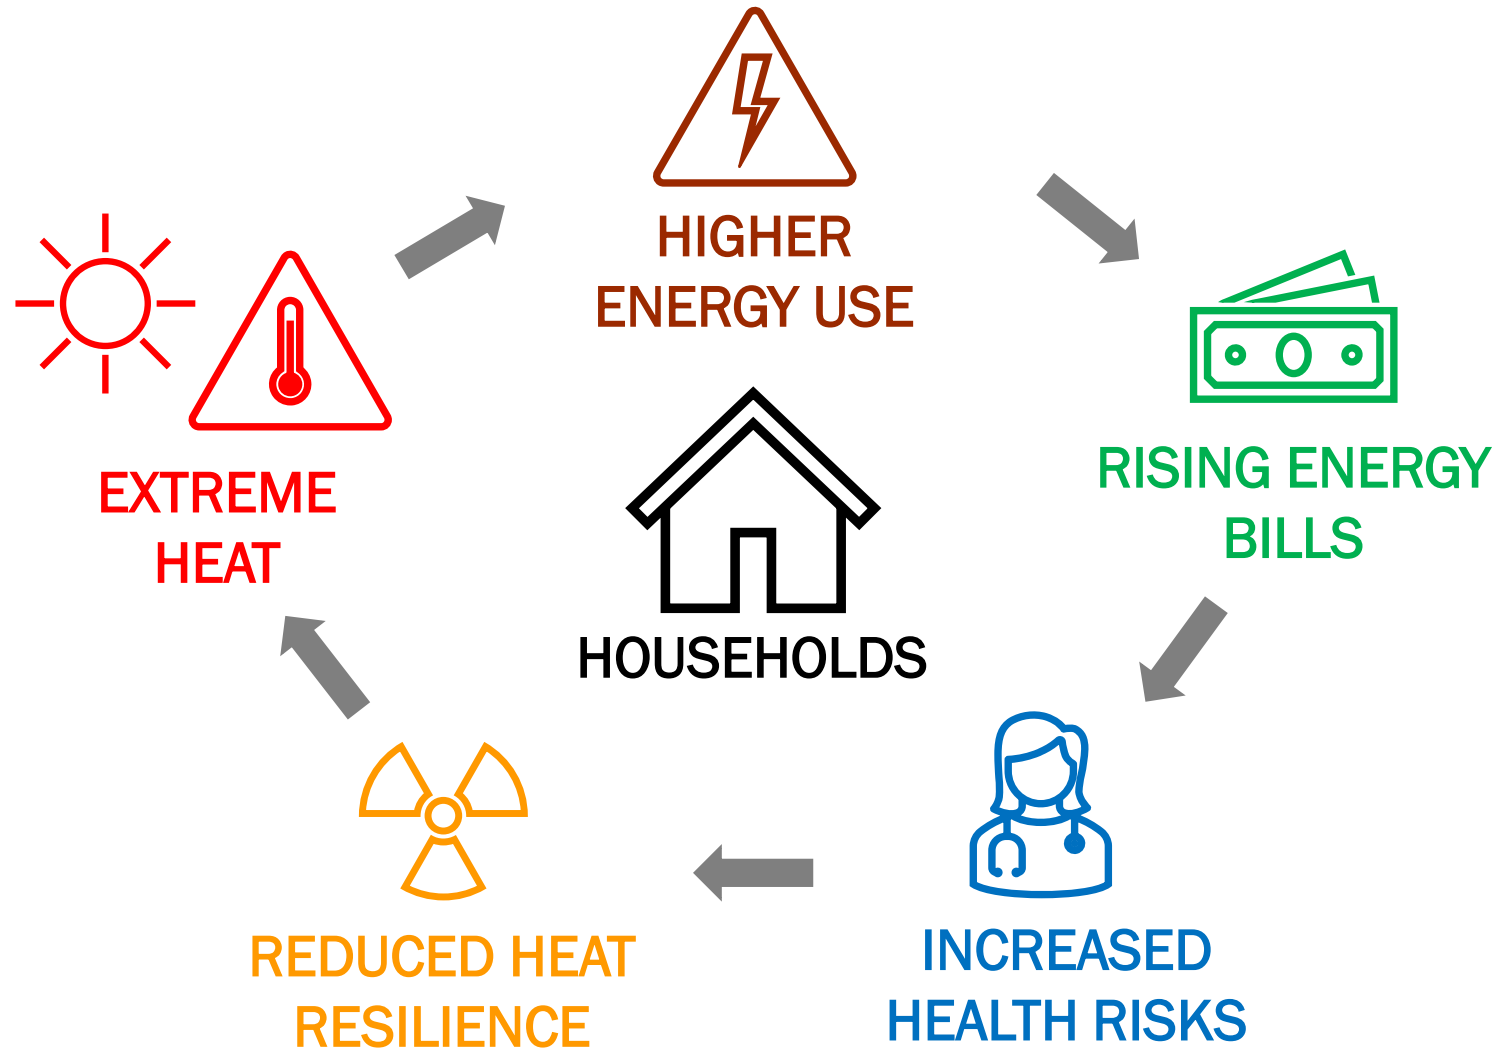 HIGHER
ENERGY USE
RISING ENERGY
BILLS
INCREASED
HEALTH RISKS
REDUCED HEAT
RESILIENCE
EXTREME
HEAT
HOUSEHOLDS